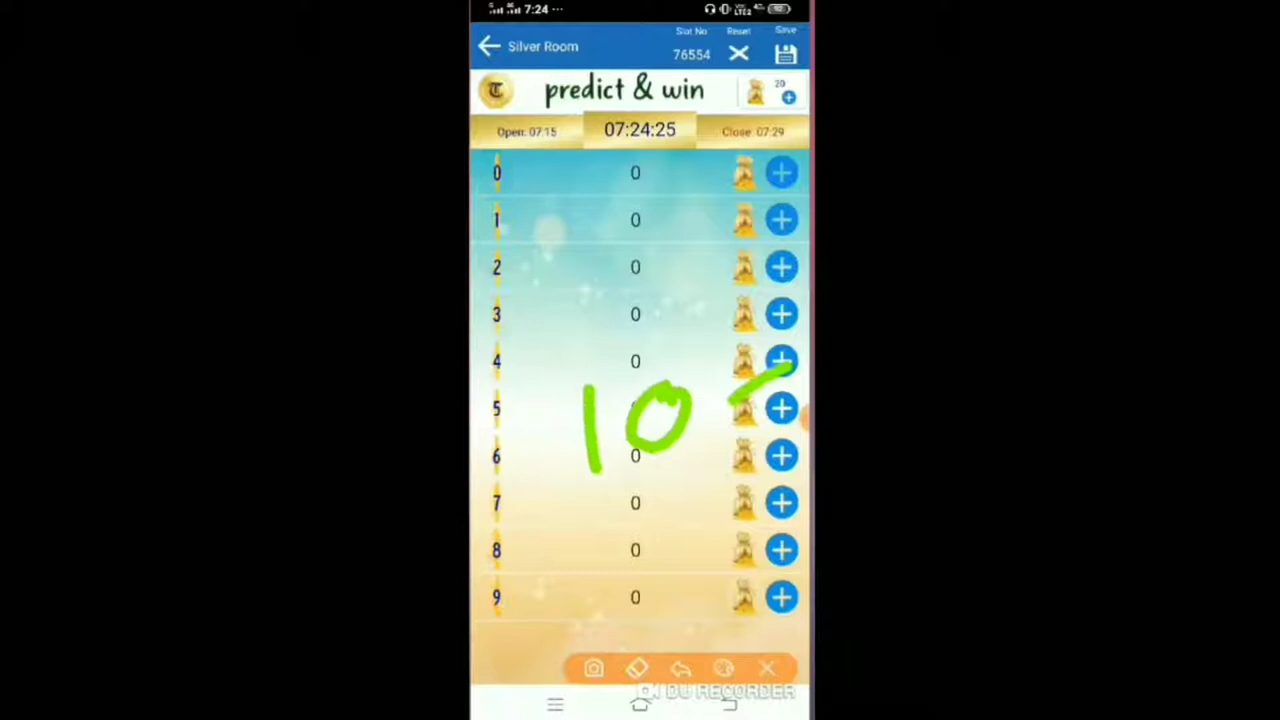 7:24 ...
VoLTE2 4G
Silver Room
Slot No
76554
Reset
Save
predict & win
20
Open: 07:15
07:24:25
Close: 07:29
0 0
1 0
2 0
3 0
4 0
5
10
6 0
7 0
8 0
9 0
DU RECORDER